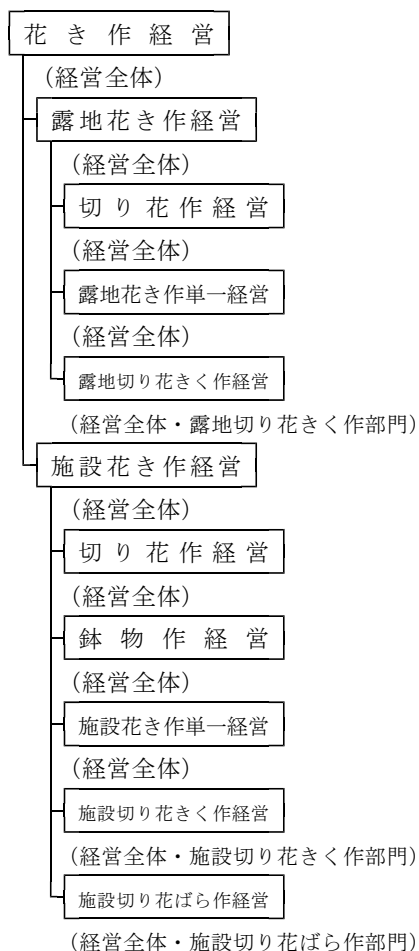 花き作経営
(経営全体)
露地花き作経営
(経営全体)
切り花作経営
(経営全体)
露地花き作単一経営
(経営全体)
露地切り花きく作経営
(経営全体・露地切り花きく作部門)
施設花き作経営
(経営全体)
切り花作経営
(経営全体)
鉢物作経営
(経営全体)
施設花き作単一経営
(経営全体)
施設切り花きく作経営
(経営全体・施設切り花きく作部門)
施設切り花ばら作経営
(経営全体・施設切り花ばら作部門)